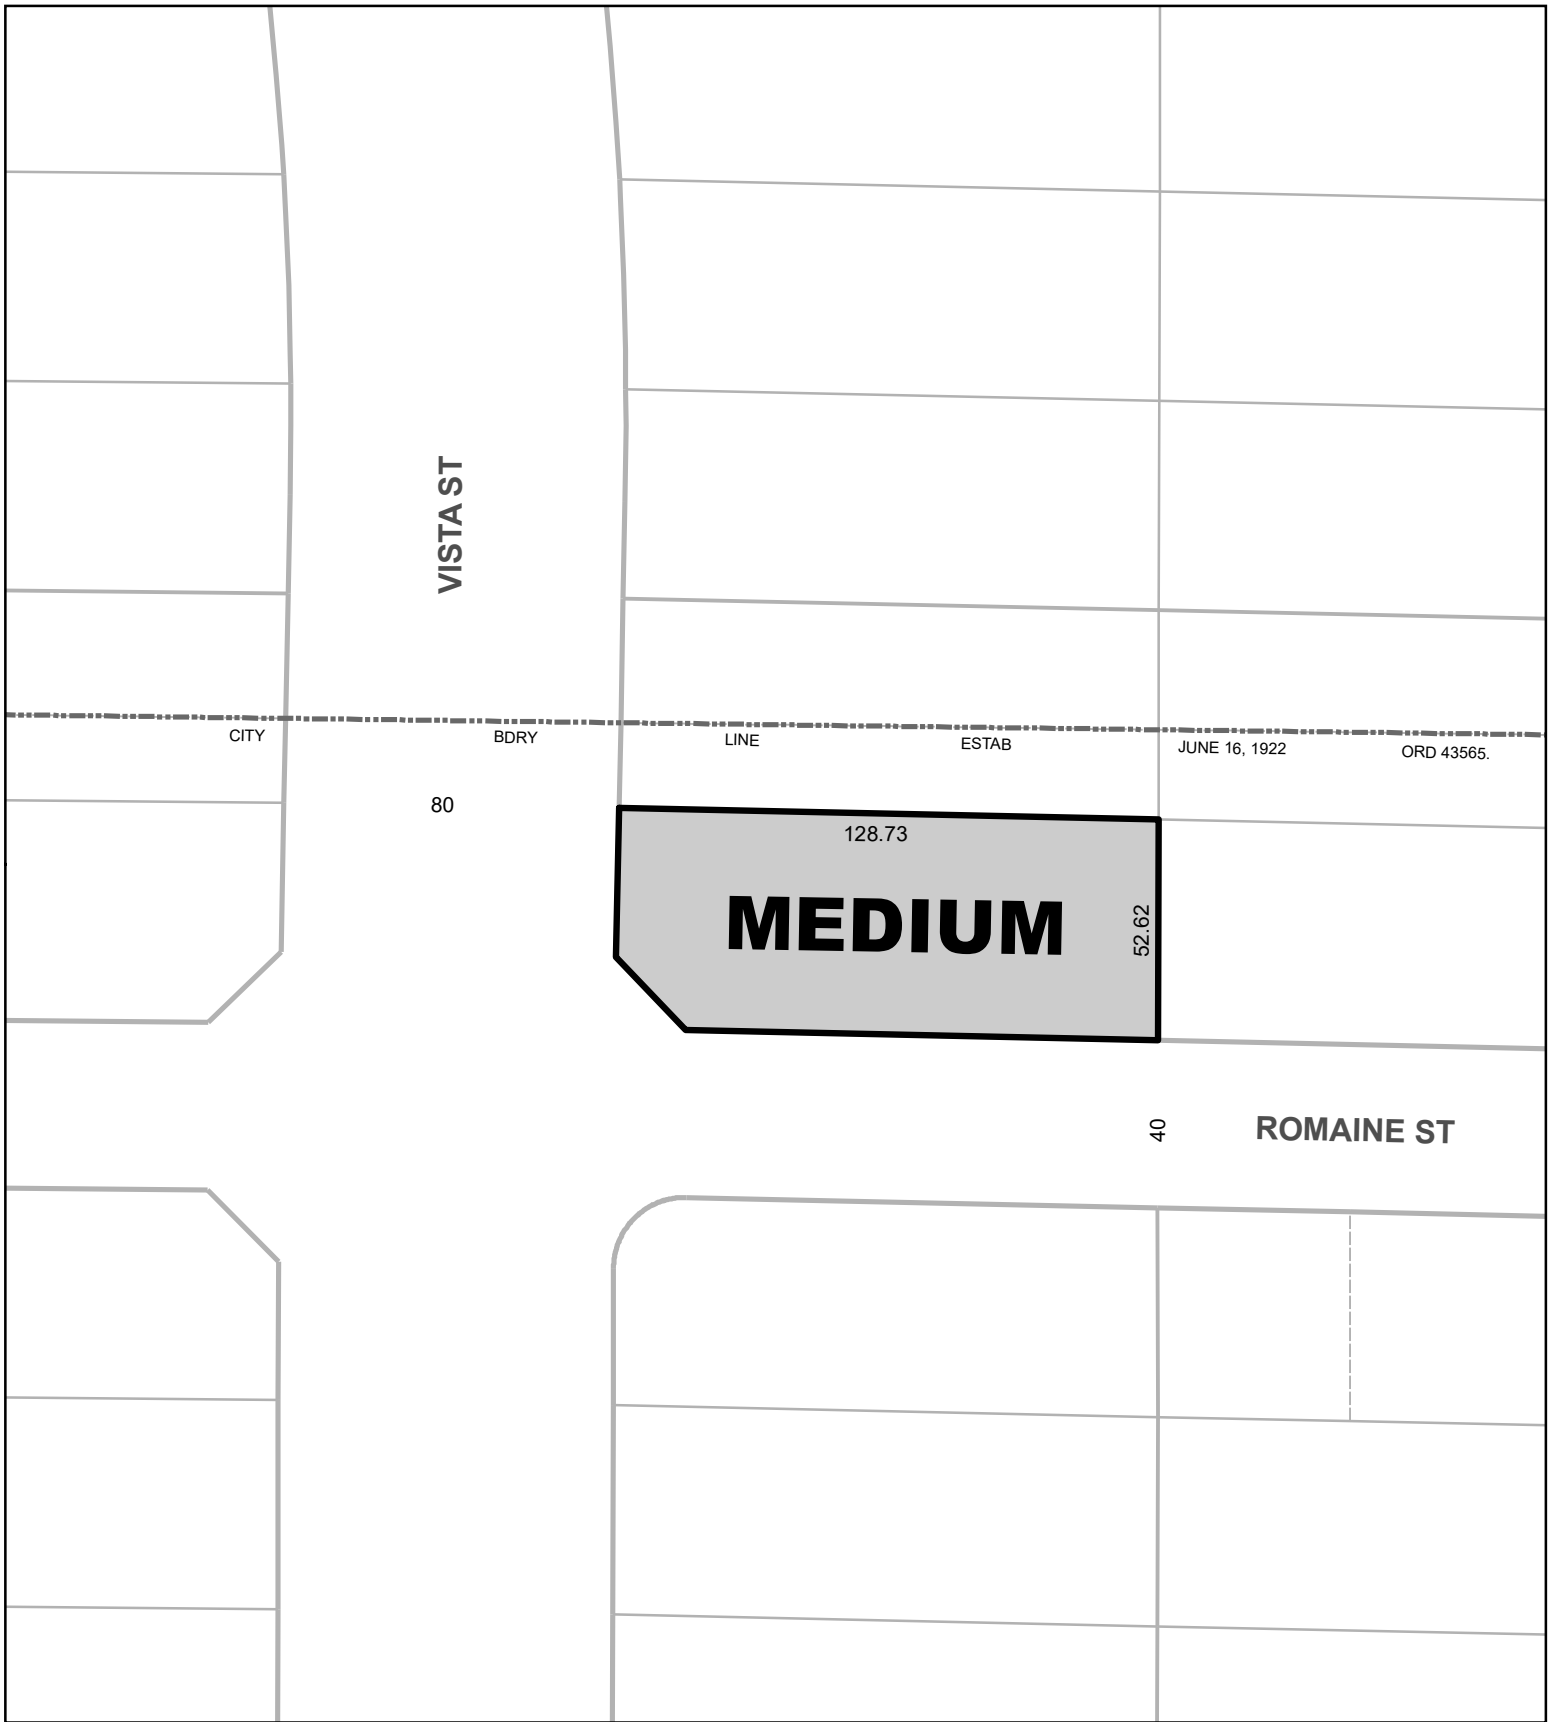 VISTA ST
CITY BDRY LINE ESTAB JUNE 16, 1922 ORD 43565.
80
128.73
MEDIUM
52.62
40
ROMAINE ST